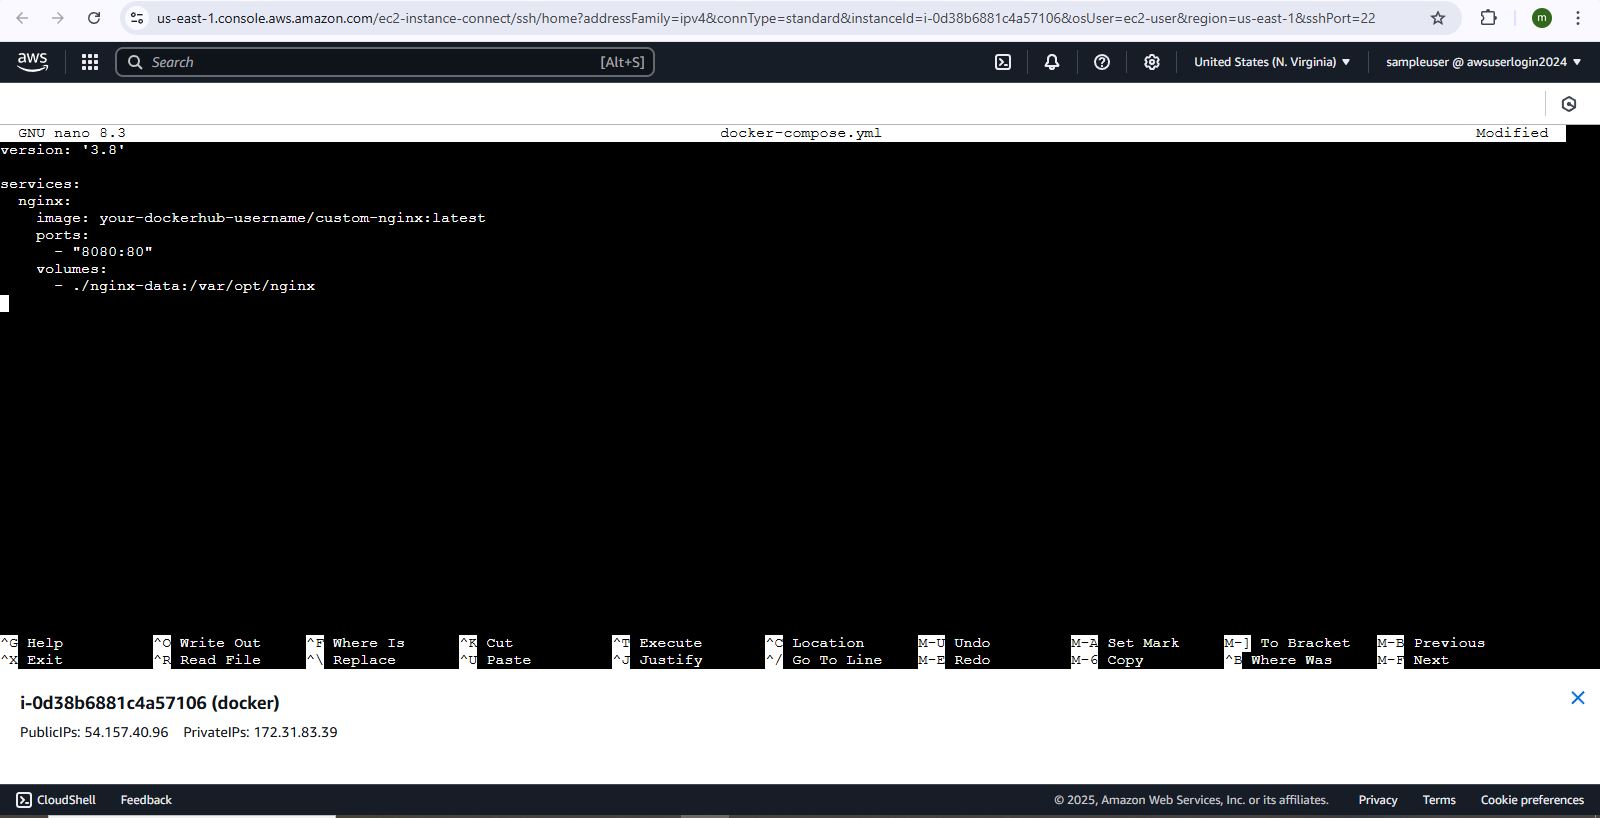 us-east-1.console.aws.amazon.com/ec2-instance-connect/ssh/home?addressFamily=ipv4&connType=standard&instanceId=i-0d38b6881c4a57106&osUser=ec2-user&region=us-east-1&sshPort=22
m
aws
Search
[Alt+S]
United States (N. Virginia)
sampleuser @ awsuserlogin2024
GNU nano 8.3 docker-compose.yml Modified
version: '3.8'
services:
  nginx:
    image: your-dockerhub-username/custom-nginx:latest
    ports:
      - "8080:80"
    volumes:
      - ./nginx-data:/var/opt/nginx
^G Help ^O Write Out ^F Where Is ^K Cut ^T Execute ^C Location M-U Undo M-A Set Mark M-] To Bracket M-B Previous
^X Exit ^R Read File ^\ Replace ^U Paste ^J Justify ^/ Go To Line M-E Redo M-6 Copy ^B Where Was M-F Next
i-0d38b6881c4a57106 (docker)
PublicIPs: 54.157.40.96 PrivateIPs: 172.31.83.39
CloudShell Feedback © 2025, Amazon Web Services, Inc. or its affiliates. Privacy Terms Cookie preferences